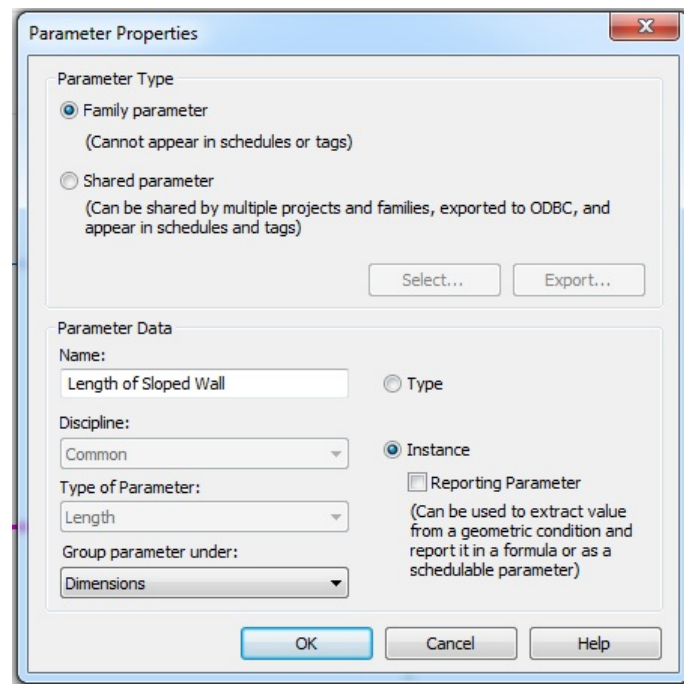 Parameter Properties
Parameter Type
Family parameter
(Cannot appear in schedules or tags)
Shared parameter
(Can be shared by multiple projects and families, exported to ODBC, and
appear in schedules and tags)
Select...
Export...
Parameter Data
Name:
Length of Sloped Wall
Type
Discipline:
Common
Instance
Type of Parameter:
Reporting Parameter
Length
(Can be used to extract value
from a geometric condition and
report it in a formula or as a
schedulable parameter)
Group parameter under:
Dimensions
OK
Cancel
Help